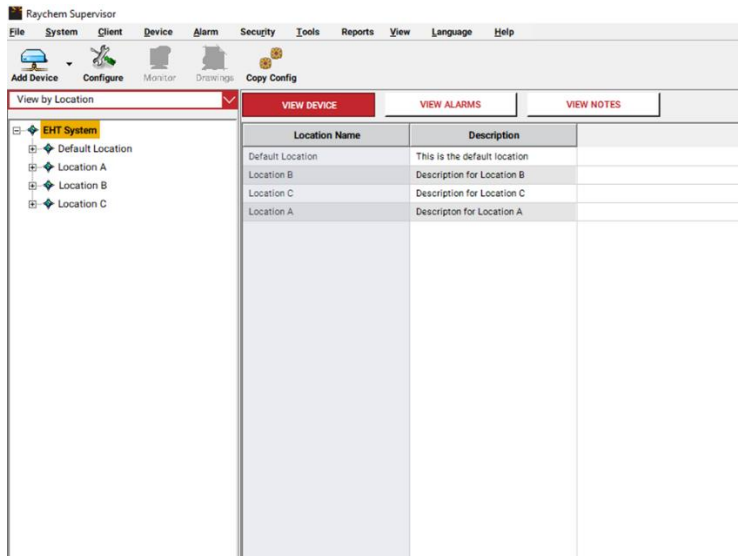 Raychem Supervisor
File System Client Device Alarm Security Tools Reports View Language Help
Add Device Configure Monitor Drawings Copy Config
View by Location
VIEW DEVICE VIEW ALARMS VIEW NOTES
EHT System
Default Location
Location A
Location B
Location C
Location Name Description
Default Location This is the default location
Location B Description for Location B
Location C Description for Location C
Location A Descripton for Location A